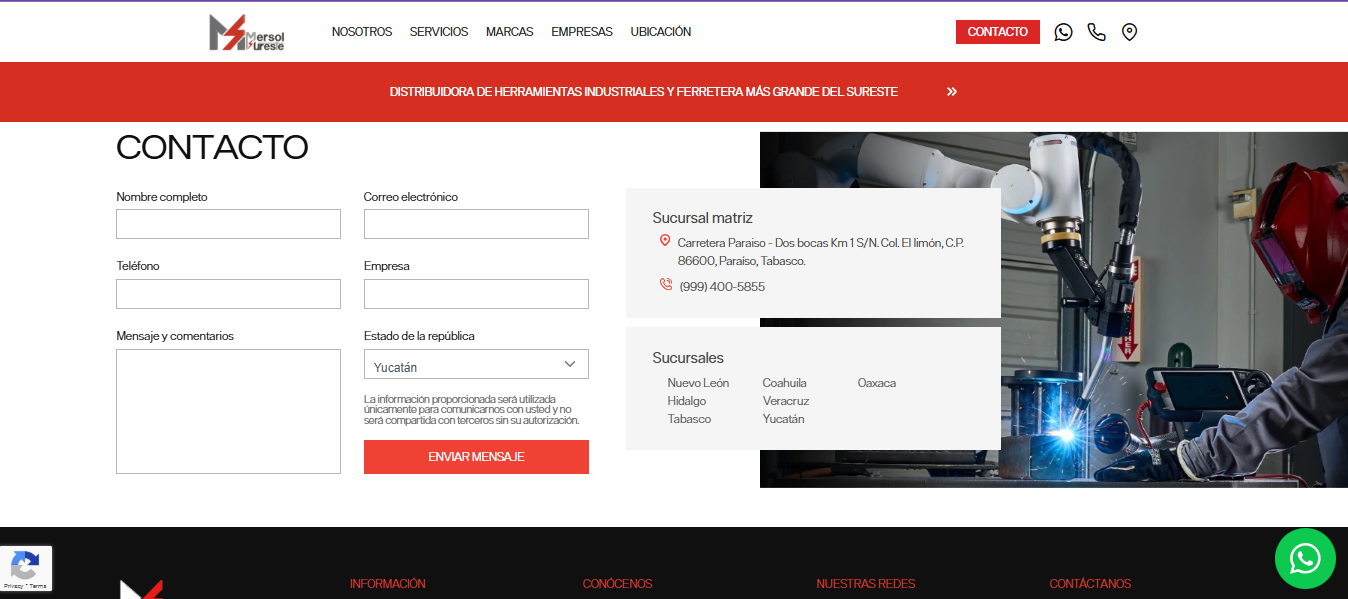 Mersol
Sureste
NOSOTROS SERVICIOS MARCAS EMPRESAS UBICACIÓN
CONTACTO
DISTRIBUIDORA DE HERRAMIENTAS INDUSTRIALES Y FERRETERA MÁS GRANDE DEL SURESTE »
CONTACTO
Nombre completo
Correo electrónico
Teléfono
Empresa
Mensaje y comentarios
Estado de la república
Yucatán
La información proporcionada será utilizada
únicamente para comunicarnos con usted y no
será compartida con terceros sin su autorización.
ENVIAR MENSAJE
Sucursal matriz
Carretera Paraiso - Dos bocas Km 1 S/N. Col. El limón, C.P.
86600, Paraíso, Tabasco.
(999) 400-5855
Sucursales
Nuevo León Coahuila Oaxaca
Hidalgo Veracruz
Tabasco Yucatán
Privacy - Terms
INFORMACIÓN CONÓCENOS NUESTRAS REDES CONTÁCTANOS